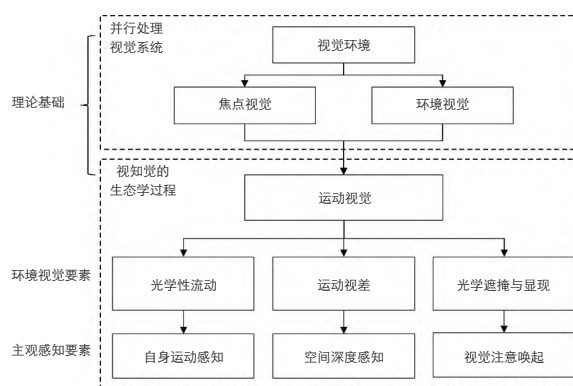 并行处理
视觉系统
视觉环境
理论基础
焦点视觉
环境视觉
视知觉的
生态学过程
运动视觉
环境视觉要素
光学性流动
运动视差
光学遮掩与显现
主观感知要素
自身运动感知
空间深度感知
视觉注意唤起